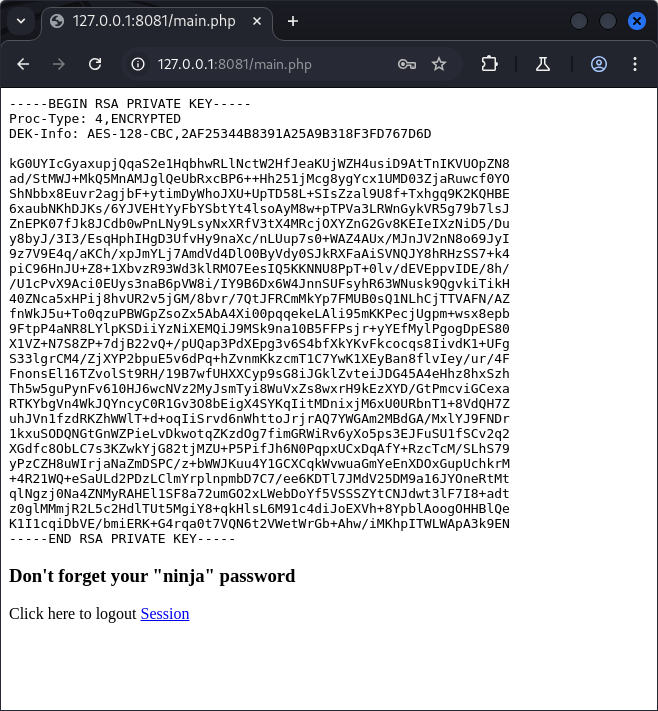 127.0.0.1:8081/main.php
127.0.0.1:8081/main.php
-----BEGIN RSA PRIVATE KEY-----
Proc-Type: 4,ENCRYPTED
DEK-Info: AES-128-CBC,2AF25344B8391A25A9B318F3FD767D6D

kG0UYIcGyaxupjQqaS2e1HqbhwRLlNctW2HfJeaKUjWZH4usiD9AtTnIKVUOpZN8
ad/StMWJ+MkQ5MnAMJglQeUbRxcBP6++Hh251jMcg8ygYcx1UMD03ZjaRuwcf0YO
ShNbbx8Euvr2agjbF+ytimDyWhoJXU+UpTD58L+SIsZzal9U8f+Txhgq9K2KQHBE
6xaubNKhDJKs/6YJVEHtYyFbYSbtYt4lsoAyM8w+pTPVa3LRWnGykVR5g79b7lsJ
ZnEPK07fJk8JCdb0wPnLNy9LsyNxXRfV3tX4MRcjOXYZnG2Gv8KEIeIXzNiD5/Du
y8byJ/3I3/EsqHphIHgD3UfvHy9naXc/nLUup7s0+WAZ4AUx/MJnJV2nN8o69JyI
9z7V9E4q/aKCh/xpJmYLj7AmdVd4DlO0ByVdy0SJkRXFaAiSVNQJY8hRHzSS7+k4
piC96HnJU+Z8+1XbvzR93Wd3klRMO7EesIQ5KKNNU8PpT+0lv/dEVEppvIDE/8h/
/U1cPvX9Aci0EUys3naB6pVW8i/IY9B6Dx6W4JnnSUFsyhR63WNusk9QgvkiTikH
40ZNca5xHPij8hvUR2v5jGM/8bvr/7QtJFRCmMkYp7FMUB0sQ1NLhCjTTVAFN/AZ
fnWkJ5u+To0qzuPBWGpZsoZx5AbA4Xi00pqqekeLAli95mKKPecjUgpm+wsx8epb
9FtpP4aNR8LYlpKSDiiYzNiXEMQiJ9MSk9na10B5FFPsjr+yYEfMylPgogDpES80
X1VZ+N7S8ZP+7djB22vQ+/pUQap3PdXEpg3v6S4bfXkYKvFkcocqs8IivdK1+UFg
S33lgrCM4/ZjXYP2bpuE5v6dPq+hZvnmKkzcmT1C7YwK1XEyBan8flvIey/ur/4F
FnonsEl16TZvolSt9RH/19B7wfUHXXCyp9sG8iJGklZvteiJDG45A4eHhz8hxSzh
Th5w5guPynFv610HJ6wcNVz2MyJsmTyi8WuVxZs8wxrH9kEzXYD/GtPmcviGCexa
RTKYbgVn4WkJQYncyC0R1Gv3O8bEigX4SYKqIitMDnixjM6xU0URbnT1+8VdQH7Z
uhJVn1fzdRKZhWWlT+d+oqIiSrvd6nWhttoJrjrAQ7YWGAm2MBdGA/MxlYJ9FNDr
1kxuSODQNGtGnWZPieLvDkwotqZKzdOg7fimGRWiRv6yXo5ps3EJFuSU1fSCv2q2
XGdfc8ObLC7s3KZwkYjG82tjMZU+P5PifJh6N0PqpxUCxDqAfY+RzcTcM/SLhS79
yPzCZH8uWIrjaNaZmDSPC/z+bWWJKuu4Y1GCXCqkWvwuaGmYeEnXDOxGupUchkrM
+4R21WQ+eSaULd2PDzLClmYrplnpmbD7C7/ee6KDTl7JMdV25DM9a16JYOneRtMt
qlNgzj0Na4ZNMyRAHEl1SF8a72umGO2xLWebDoYf5VSSSZYtCNJdwt3lF7I8+adt
z0glMMmjR2L5c2HdlTUt5MgiY8+qkHlsL6M91c4diJoEXVh+8YpblAoogOHHBlQe
K1I1cqiDbVE/bmiERK+G4rqa0t7VQN6t2VWetWrGb+Ahw/iMKhpITWLWApA3k9EN
-----END RSA PRIVATE KEY-----
Don't forget your "ninja" password
Click here to logout Session